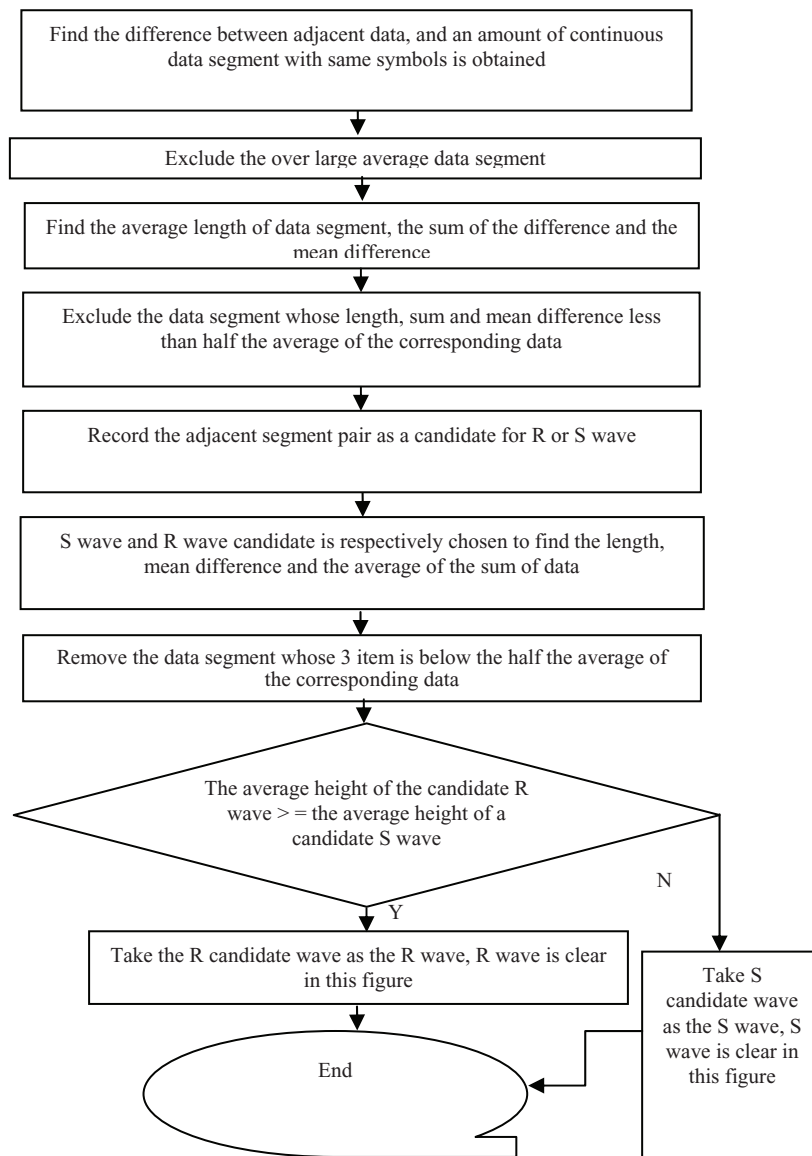 Find the difference between adjacent data, and an amount of continuous
data segment with same symbols is obtained
Exclude the over large average data segment
Find the average length of data segment, the sum of the difference and the
mean difference
Exclude the data segment whose length, sum and mean difference less
than half the average of the corresponding data
Record the adjacent segment pair as a candidate for R or S wave
S wave and R wave candidate is respectively chosen to find the length,
mean difference and the average of the sum of data
Remove the data segment whose 3 item is below the half the average of
the corresponding data
The average height of the candidate R
wave > = the average height of a
candidate S wave
N
Y
Take the R candidate wave as the R wave, R wave is clear
in this figure
Take S
candidate wave
as the S wave, S
wave is clear in
this figure
End